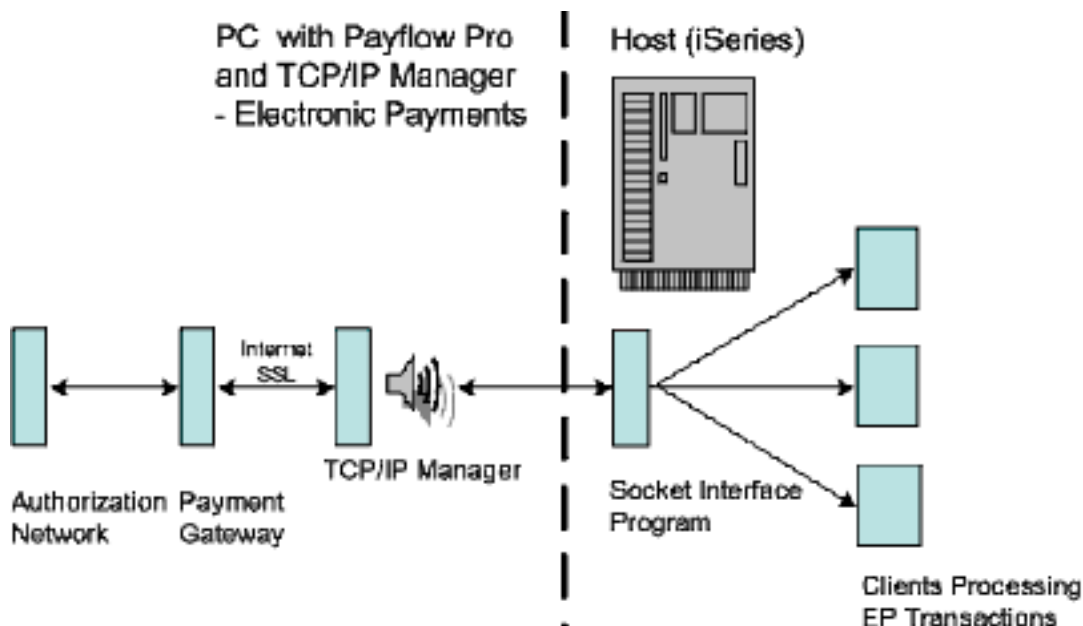 PC with Payflow Pro
and TCP/IP Manager
- Electronic Payments
Host (iSeries)
Internet
SSL
TCP/IP Manager
Authorization
Network
Payment
Gateway
Socket Interface
Program
Clients Processing
EP Transactions